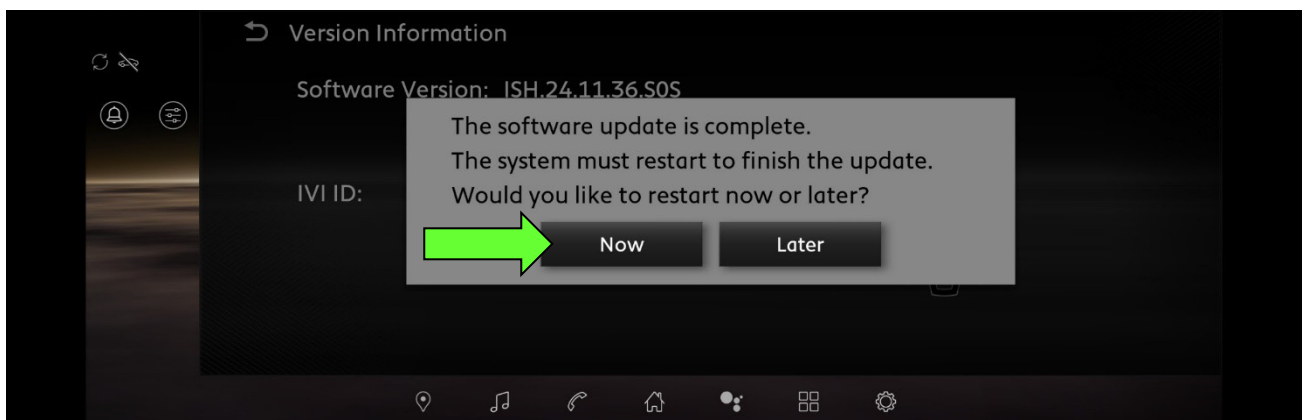 Version Information
Software Version: ISH.24.11.36.S0S
The software update is complete.
The system must restart to finish the update.
Would you like to restart now or later?
IVI ID:
Now Later